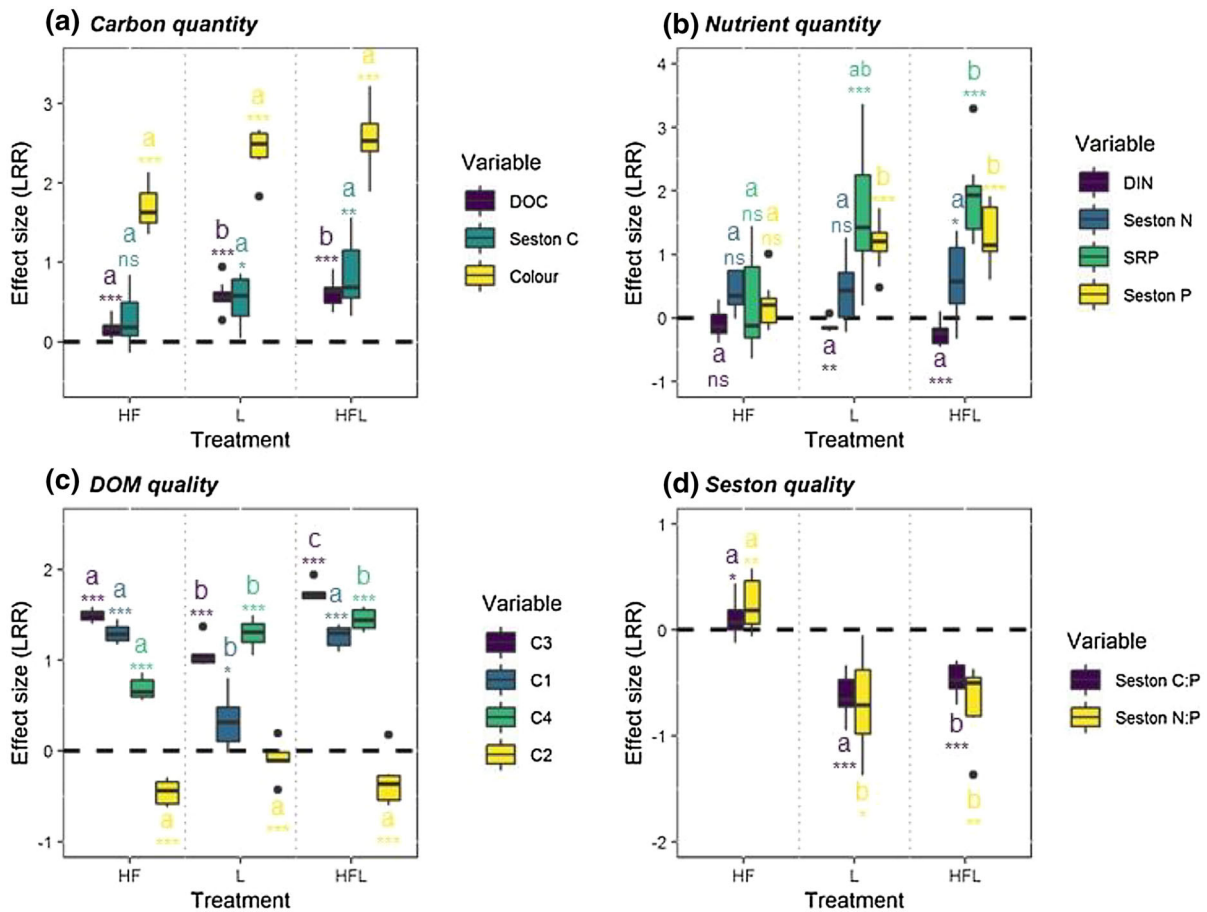 (a) Carbon quantity
Effect size (LRR)
3
2
1
0
a
***
a
ns
a
***
b
***
a
*
a
***
b
***
a
**
a
***
HF
L
HFL
Treatment
Variable
DOC
Seston C
Colour
(b) Nutrient quantity
Effect size (LRR)
4
3
2
1
0
-1
a
ns
a
ns
a
ns
a
ns
a
**
a
ns
ab
***
b
***
a
***
a
*
b
***
b
***
HF
L
HFL
Treatment
Variable
DIN
Seston N
SRP
Seston P
(c) DOM quality
Effect size (LRR)
2
1
0
-1
a
***
a
***
a
***
a
***
b
***
b
*
b
***
a
***
c
***
a
***
b
***
a
***
HF
L
HFL
Treatment
Variable
C3
C1
C4
C2
(d) Seston quality
Effect size (LRR)
1
0
-1
-2
a
*
a
**
a
***
b
*
b
***
b
**
HF
L
HFL
Treatment
Variable
Seston C:P
Seston N:P